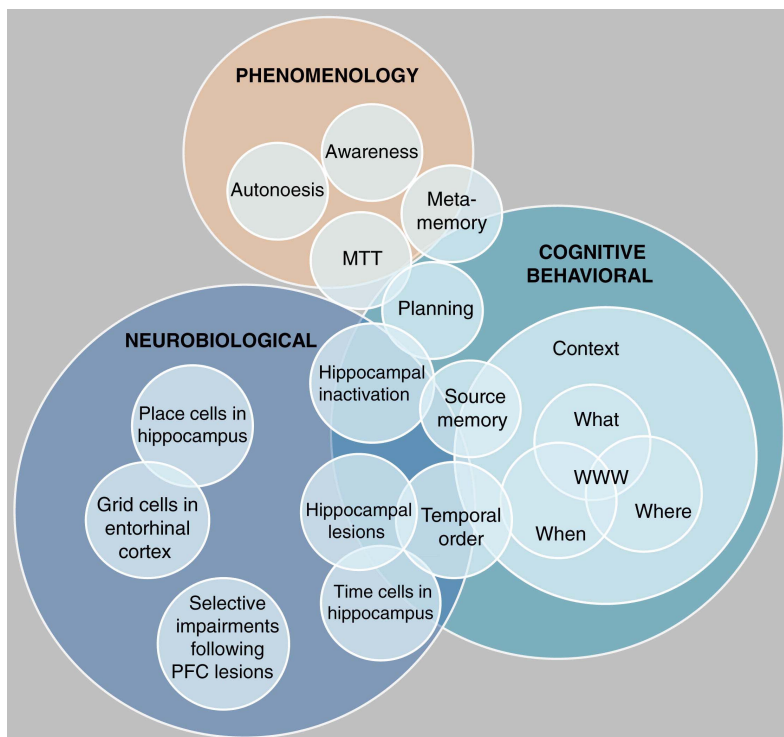 PHENOMENOLOGY
Awareness
Autonoesis
Meta-
memory
MTT
COGNITIVE
BEHAVIORAL
Planning
NEUROBIOLOGICAL
Context
Hippocampal
inactivation
Source
memory
Place cells in
hippocampus
What
WWW
Where
When
Grid cells in
entorhinal
cortex
Hippocampal
lesions
Temporal
order
Time cells in
hippocampus
Selective
impairments
following
PFC lesions